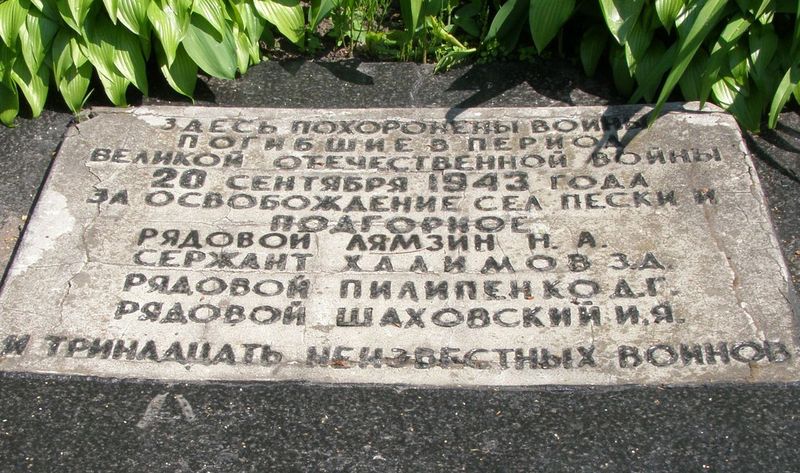 ЗДЕСЬ ПОХОРОНЕНЫ ВОИНЫ
ПОГИБШИЕ В ПЕРИОД
ВЕЛИКОЙ ОТЕЧЕСТВЕННОЙ ВОЙНЫ
20 СЕНТЯБРЯ 1943 ГОДА
ЗА ОСВОБОЖДЕНИЕ СЕЛ ПЕСКИ И
ПОДГОРНОЕ.
РЯДОВОЙ ЛЯМЗИН Н. А.
СЕРЖАНТ ХАЛИМОВ З.Д.
РЯДОВОЙ ПИЛИПЕНКО Д.Г.
РЯДОВОЙ ШАХОВСКИЙ И.Я.
И ТРИНАДЦАТЬ НЕИЗВЕСТНЫХ ВОИНОВ